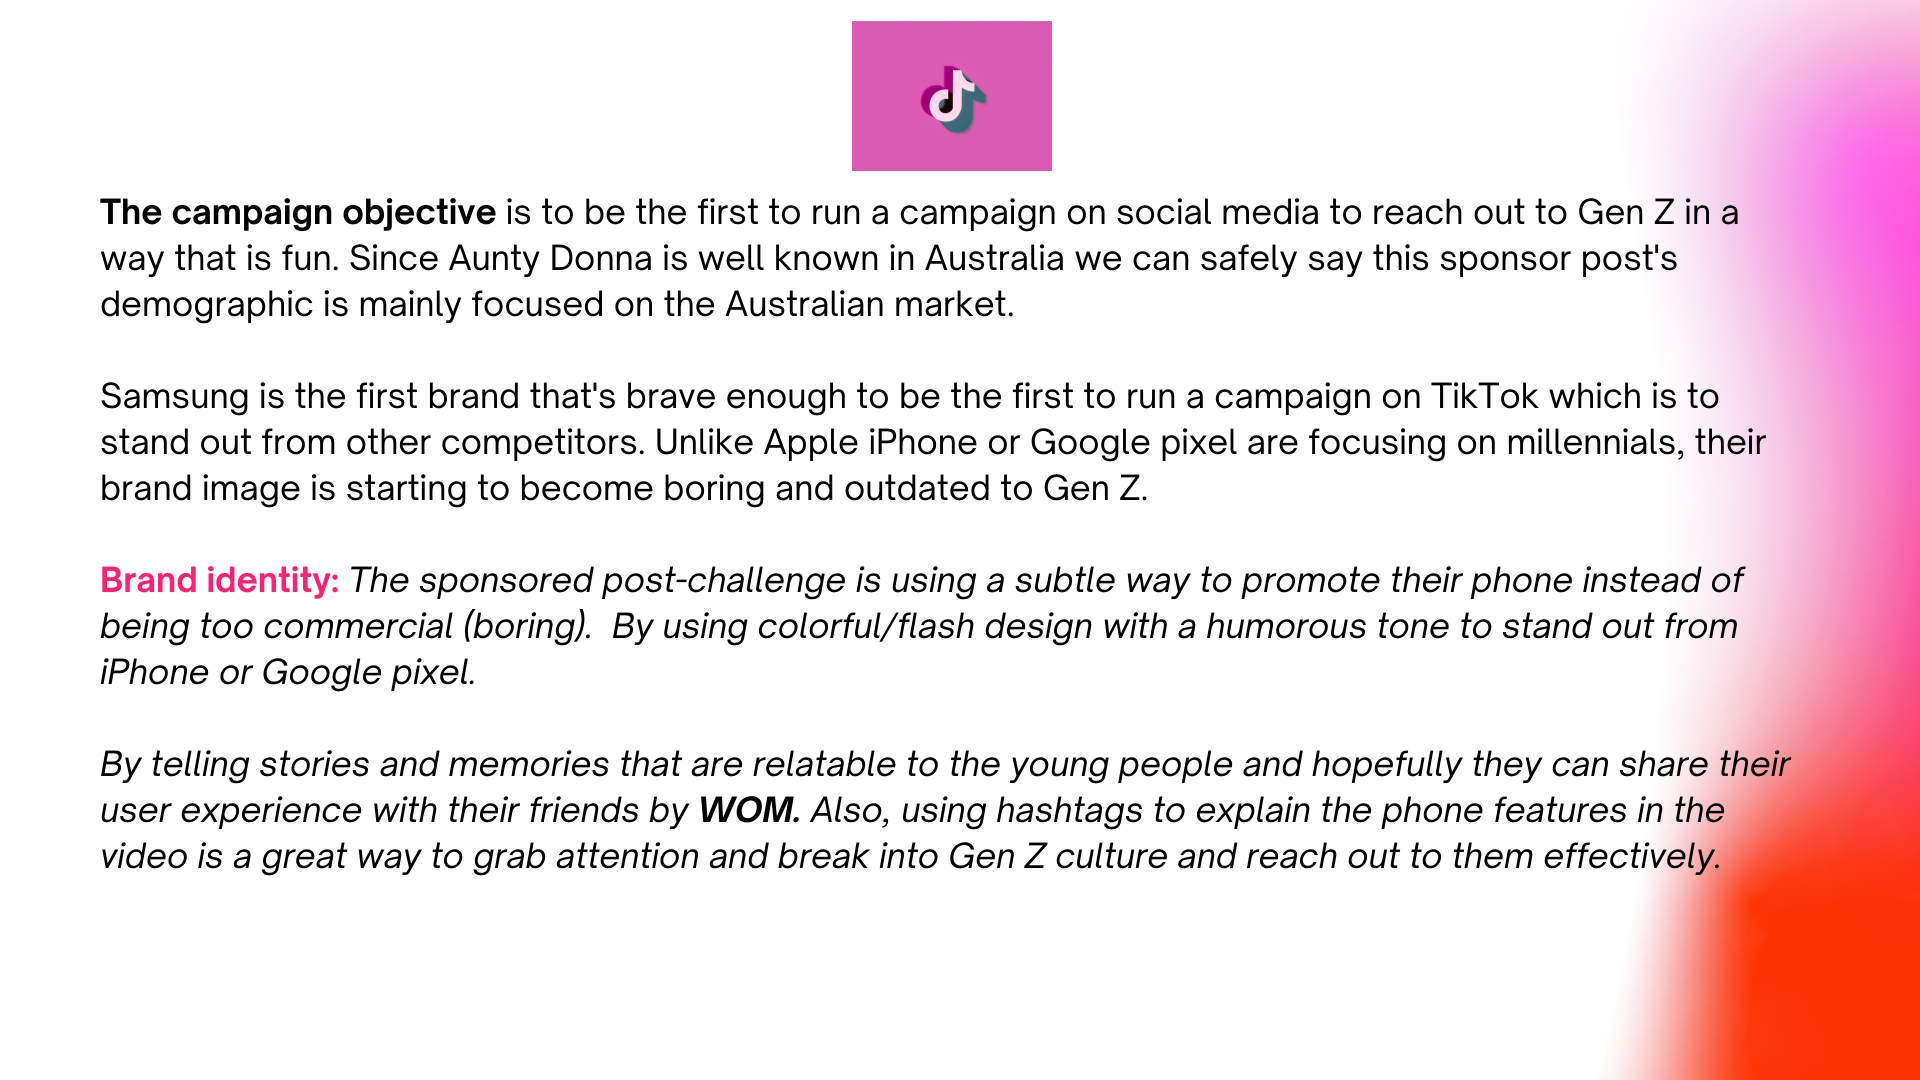 The campaign objective is to be the first to run a campaign on social media to reach out to Gen Z in a
way that is fun. Since Aunty Donna is well known in Australia we can safely say this sponsor post's
demographic is mainly focused on the Australian market.
Samsung is the first brand that's brave enough to be the first to run a campaign on TikTok which is to
stand out from other competitors. Unlike Apple iPhone or Google pixel are focusing on millennials, their
brand image is starting to become boring and outdated to Gen Z.
Brand identity: The sponsored post-challenge is using a subtle way to promote their phone instead of
being too commercial (boring).  By using colorful/flash design with a humorous tone to stand out from
iPhone or Google pixel.
By telling stories and memories that are relatable to the young people and hopefully they can share their
user experience with their friends by WOM. Also, using hashtags to explain the phone features in the
video is a great way to grab attention and break into Gen Z culture and reach out to them effectively.